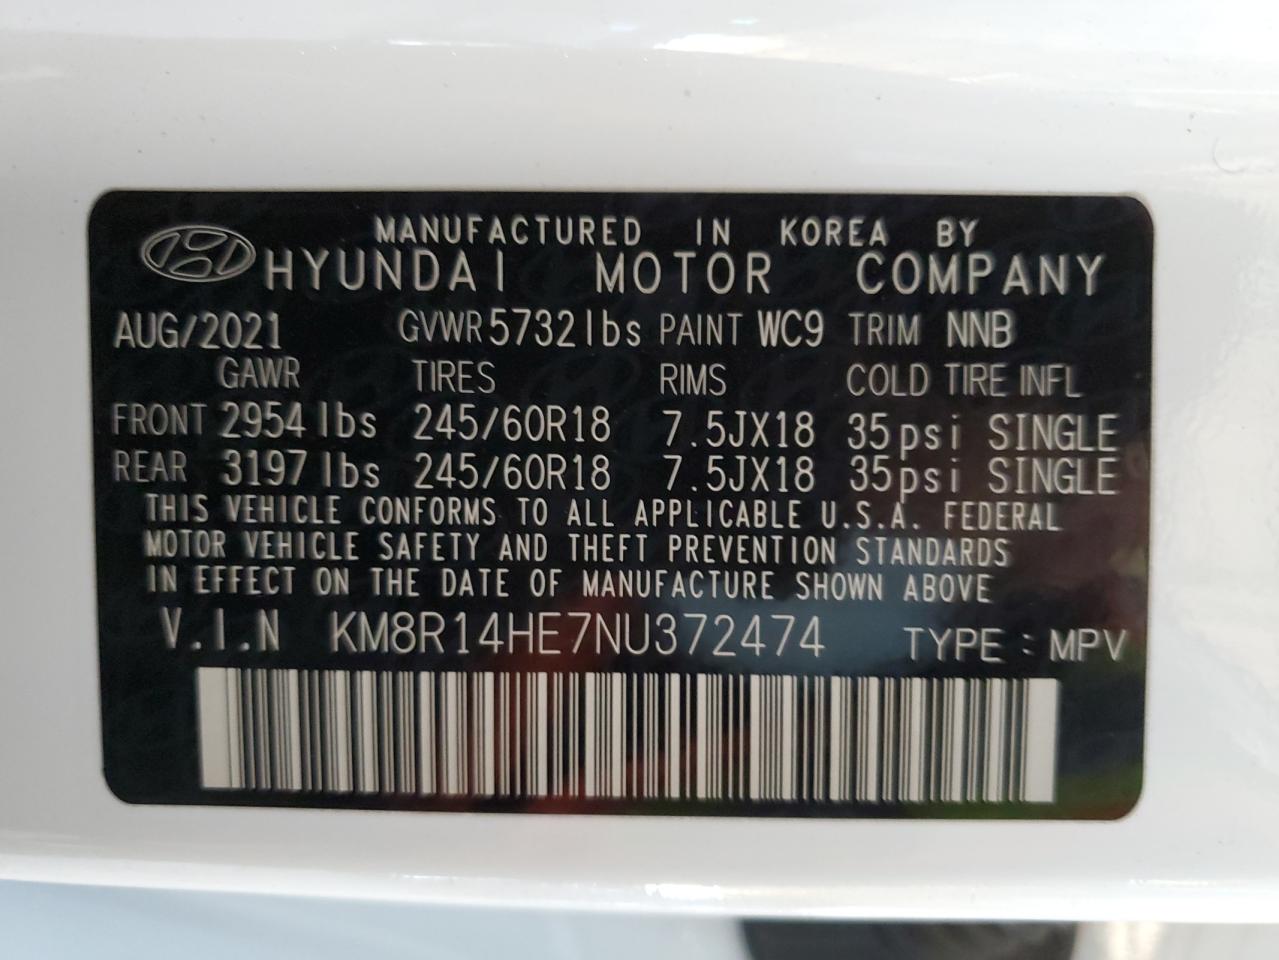 MANUFACTURED IN KOREA BY
HYUNDAI MOTOR COMPANY
AUG/2021 GVWR 5732lbs PAINT WC9 TRIM NNB
GAWR TIRES RIMS COLD TIRE INFL
FRONT 2954 lbs 245/60R18 7.5JX18 35psi SINGLE
REAR 3197 lbs 245/60R18 7.5JX18 35psi SINGLE
THIS VEHICLE CONFORMS TO ALL APPLICABLE U.S.A. FEDERAL
MOTOR VEHICLE SAFETY AND THEFT PREVENTION STANDARDS
IN EFFECT ON THE DATE OF MANUFACTURE SHOWN ABOVE
V.I.N KM8R14HE7NU372474 TYPE : MPV